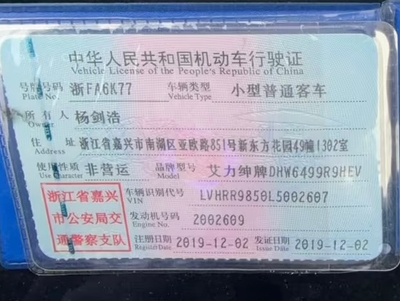 中华人民共和国机动车行驶证
Vehicle License of the People's Republic of China
号牌号码 浙FA6K77 车辆类型 小型普通客车
Plate No. Vehicle Type
所有人 杨剑浩
Owner
住址 浙江省嘉兴市南湖区亚欧路851号新东方花园49幢1302室
Address
使用性质 非营运 品牌型号 艾力绅牌DHW6499R9HEV
浙江省嘉兴 车辆识别代号 LVHRR9850L5002607
VIN
市公安局交 发动机号码 2002609
Engine No.
通警察支队 注册日期 2019-12-02 发证日期 2019-12-02
Issue Date